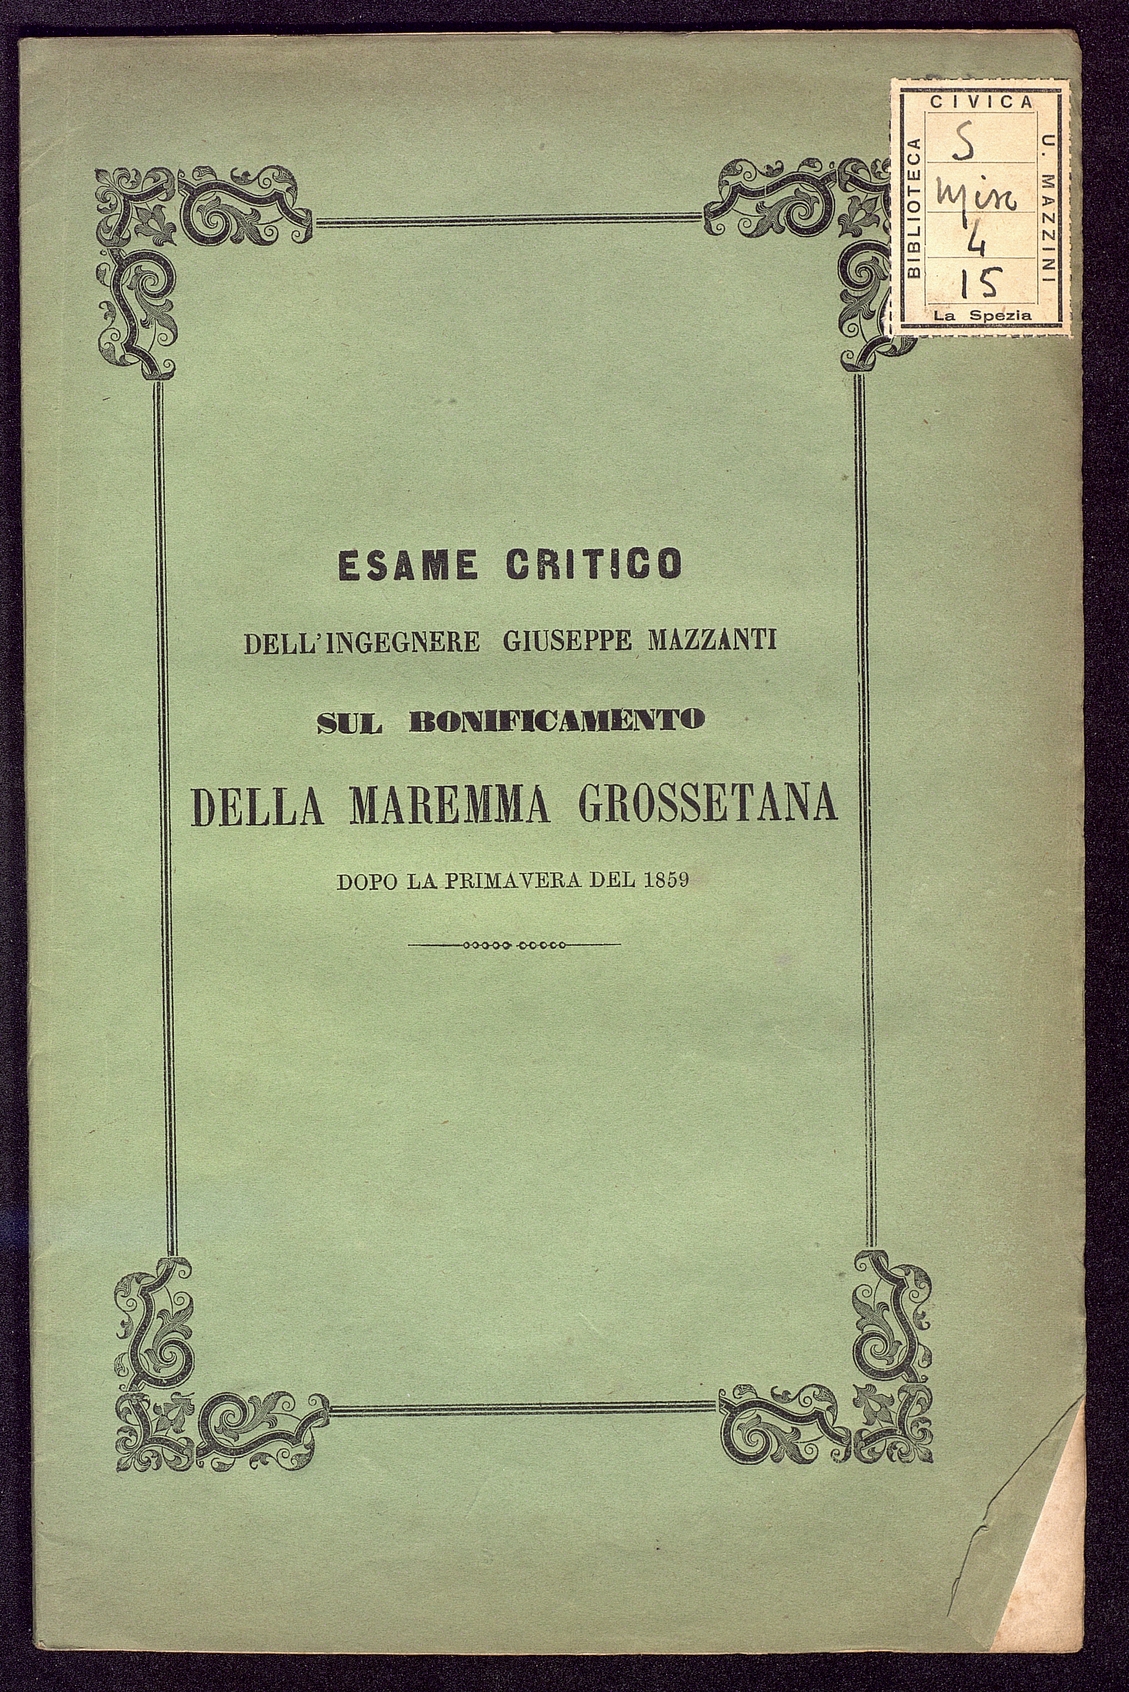 CIVICA
BIBLIOTECA
U. MAZZINI
S
Misc
4
15
La Spezia
ESAME CRITICO
DELL'INGEGNERE GIUSEPPE MAZZANTI
SUL BONIFICAMENTO
DELLA MAREMMA GROSSETANA
DOPO LA PRIMAVERA DEL 1859